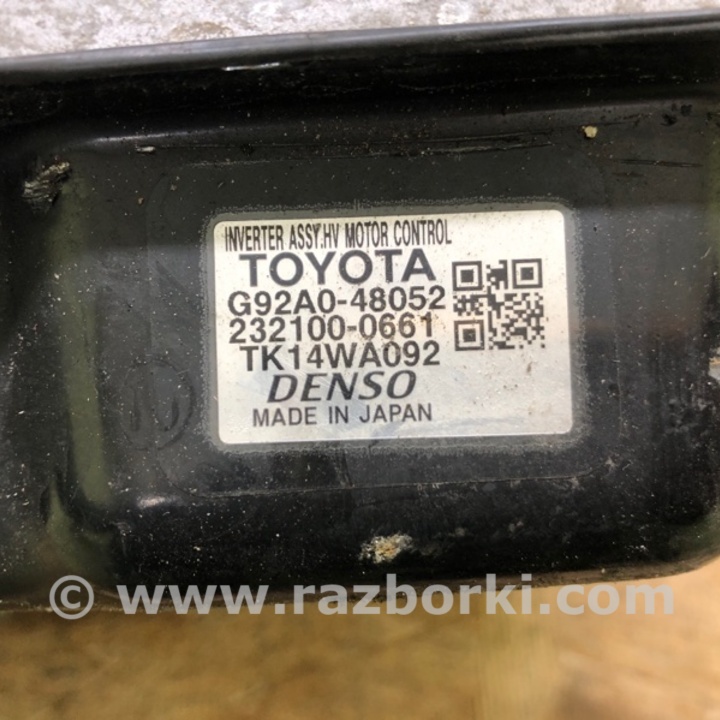 INVERTER ASSY.HV MOTOR CONTROL
TOYOTA
G92A0-48052
232100-0661
TK14WA092
DENSO
MADE IN JAPAN
© www.razborki.com